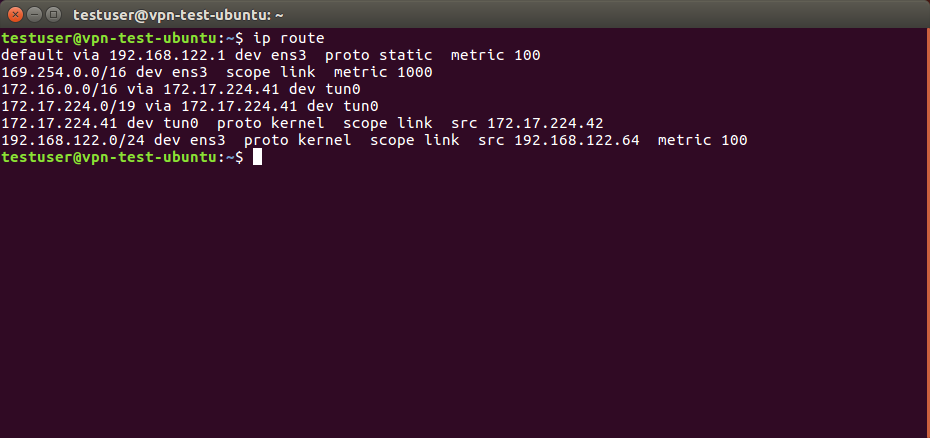 testuser@vpn-test-ubuntu: ~
testuser@vpn-test-ubuntu:~$ ip route
default via 192.168.122.1 dev ens3  proto static  metric 100
169.254.0.0/16 dev ens3  scope link  metric 1000
172.16.0.0/16 via 172.17.224.41 dev tun0
172.17.224.0/19 via 172.17.224.41 dev tun0
172.17.224.41 dev tun0  proto kernel  scope link  src 172.17.224.42
192.168.122.0/24 dev ens3  proto kernel  scope link  src 192.168.122.64  metric 100
testuser@vpn-test-ubuntu:~$